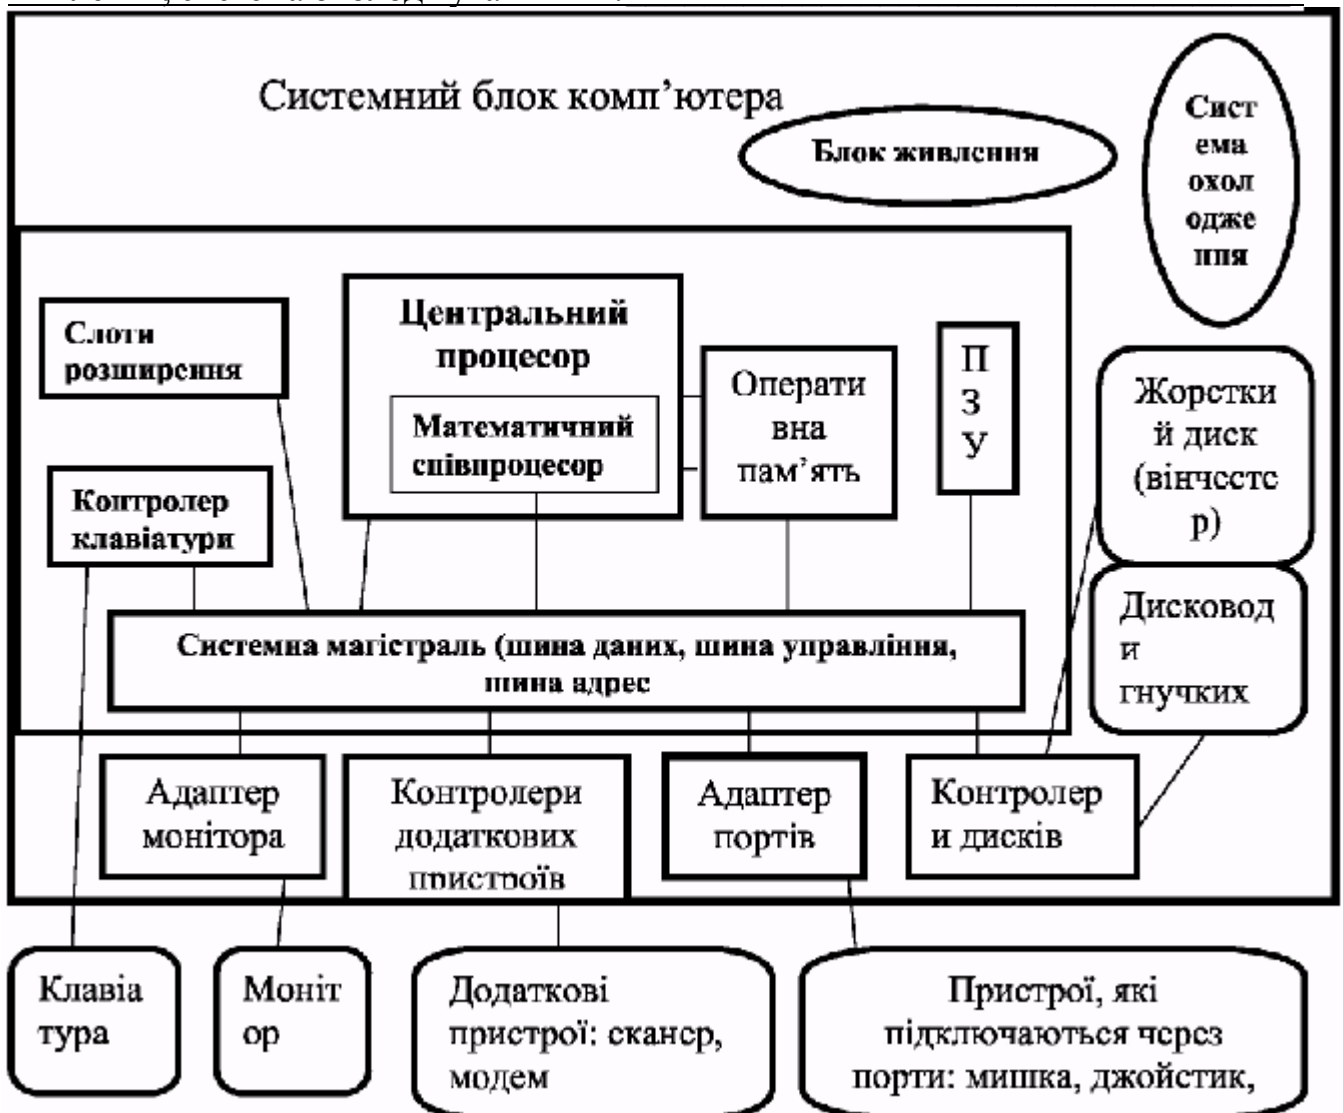 Системний блок комп’ютера
Блок живлення
Сист
ема
охол
одже
ння
Слоти
розширення
Центральний
процесор
Математичний
співпроцесор
Операти
вна
пам’ять
П
З
У
Жорстки
й диск
(вінчесте
р)
Контролер
клавіатури
Дисковод
и
гнучких
Системна магістраль (шина даних, шина управління,
шина адрес
Адаптер
монітора
Контролери
додаткових
пристроїв
Адаптер
портів
Контролер
и дисків
Клавіа
тура
Моніт
ор
Додаткові
пристрої: сканер,
модем
Пристрої, які
підключаються через
порти: мишка, джойстик,